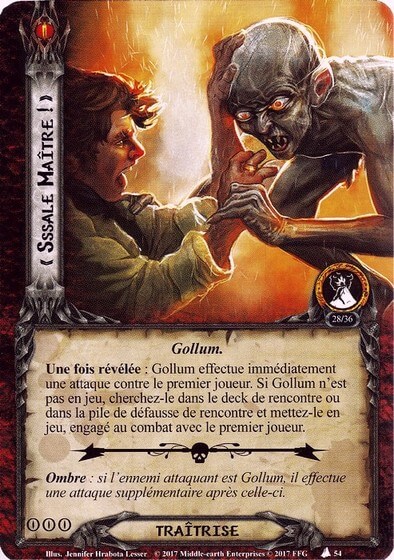 « Sssale Maître ! »
28/36
Gollum.
Une fois révélée : Gollum effectue immédiatement
une attaque contre le premier joueur. Si Gollum n'est
pas en jeu, cherchez-le dans le deck de rencontre ou
dans la pile de défausse de rencontre et mettez-le en
jeu, engagé au combat avec le premier joueur.
Ombre : si l'ennemi attaquant est Gollum, il effectue
une attaque supplémentaire après celle-ci.
TRAÎTRISE
Illus. Jennifer Hrabota Lesser © 2017 Middle-earth Enterprises © 2017 FFG 54